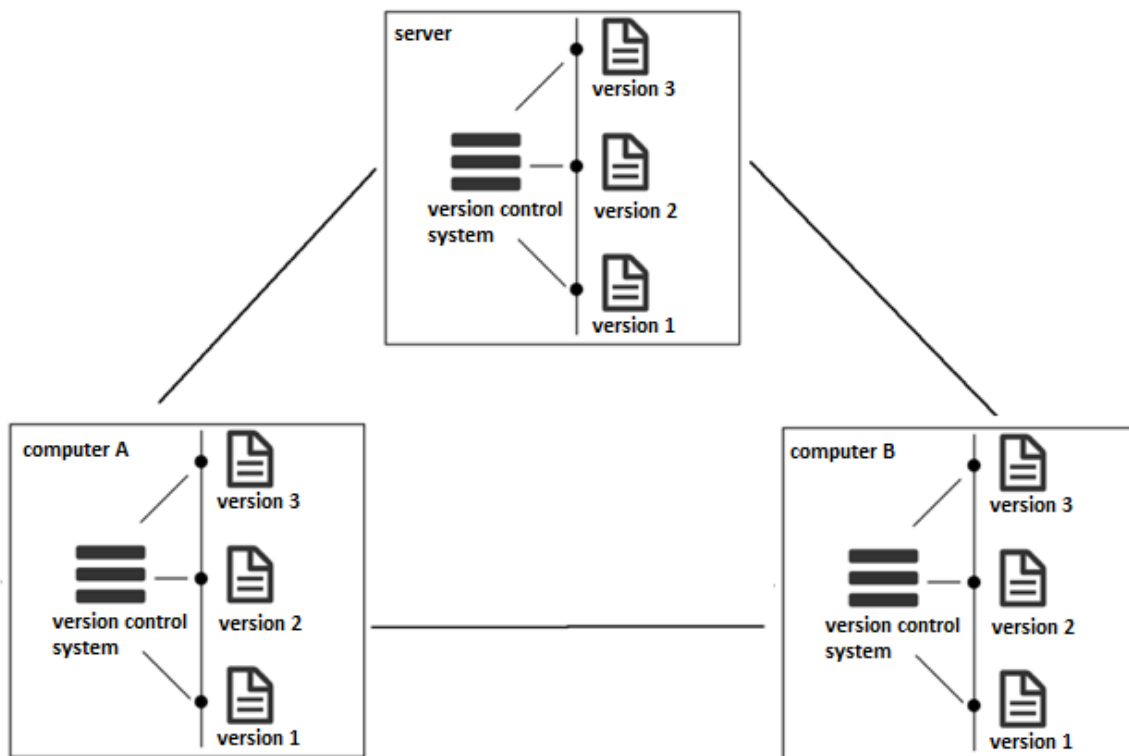 server
version 3
version control
system
version 2
version 1
computer A
version 3
version control
system
version 2
version 1
computer B
version 3
version control
system
version 2
version 1